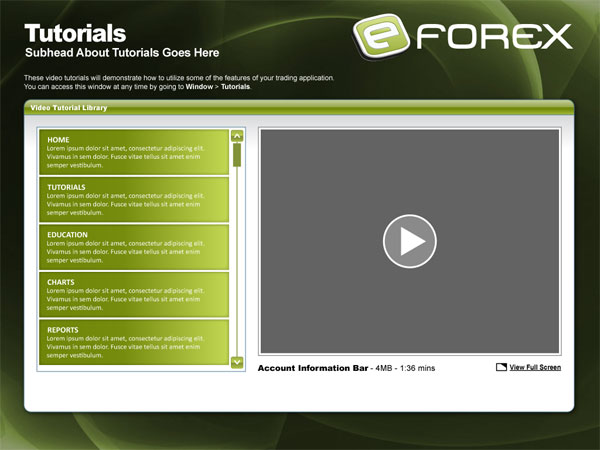 Tutorials
Subhead About Tutorials Goes Here
e FOREX
These video tutorials will demonstrate how to utilize some of the features of your trading application.
You can access this window at any time by going to Window > Tutorials.
Video Tutorial Library
HOME
Lorem ipsum dolor sit amet, consectetur adipiscing elit.
Vivamus in sem dolor. Fusce vitae tellus sit amet enim
semper vestibulum.
TUTORIALS
Lorem ipsum dolor sit amet, consectetur adipiscing elit.
Vivamus in sem dolor. Fusce vitae tellus sit amet enim
semper vestibulum.
EDUCATION
Lorem ipsum dolor sit amet, consectetur adipiscing elit.
Vivamus in sem dolor. Fusce vitae tellus sit amet enim
semper vestibulum.
CHARTS
Lorem ipsum dolor sit amet, consectetur adipiscing elit.
Vivamus in sem dolor. Fusce vitae tellus sit amet enim
semper vestibulum.
REPORTS
Lorem ipsum dolor sit amet, consectetur adipiscing elit.
Vivamus in sem dolor. Fusce vitae tellus sit amet enim
semper vestibulum.
Account Information Bar - 4MB - 1:36 mins
View Full Screen